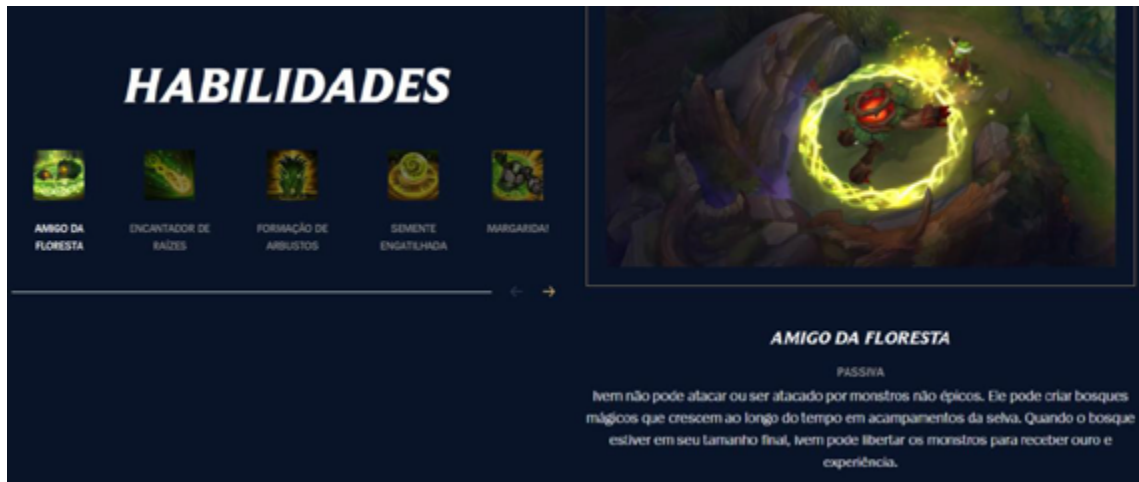 HABILIDADES
AMIGO DA
FLORESTA
ENCANTADOR DE
RAÍZES
FORMAÇÃO DE
ARBUSTOS
SEMENTE
ENGATILHADA
MARGARIDA!
AMIGO DA FLORESTA
PASSIVA
Ivern não pode atacar ou ser atacado por monstros não épicos. Ele pode criar bosques
mágicos que crescem ao longo do tempo em acampamentos da selva. Quando o bosque
estiver em seu tamanho final, Ivern pode libertar os monstros para receber ouro e
experiência.